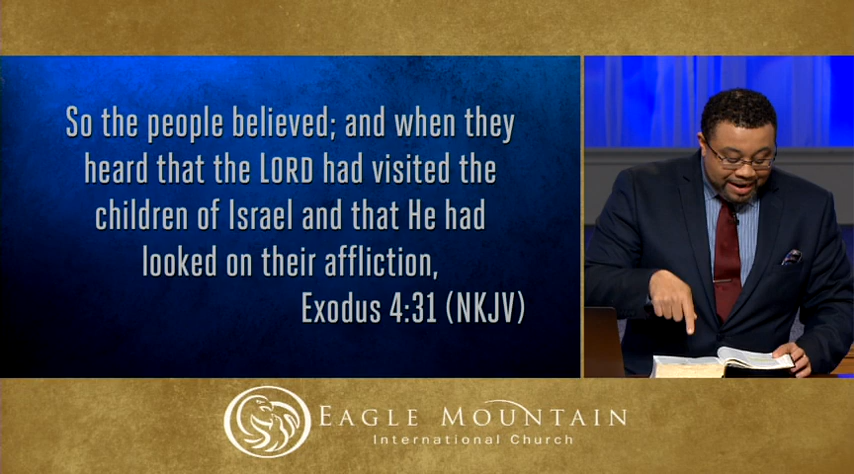 So the people believed; and when they
heard that the LORD had visited the
children of Israel and that He had
looked on their affliction,
Exodus 4:31 (NKJV)
EAGLE MOUNTAIN
International Church